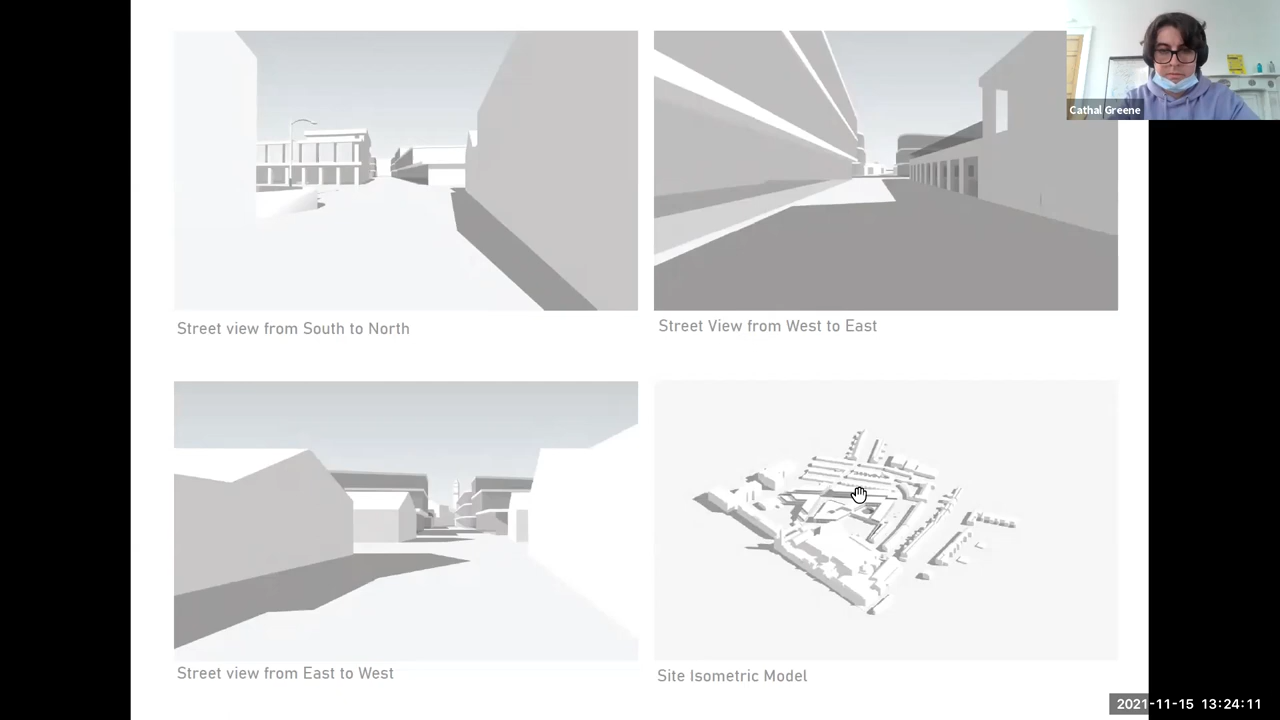 Cathal Greene
Street view from South to North
Street View from West to East
Street view from East to West
Site Isometric Model
2021-11-15 13:24:11